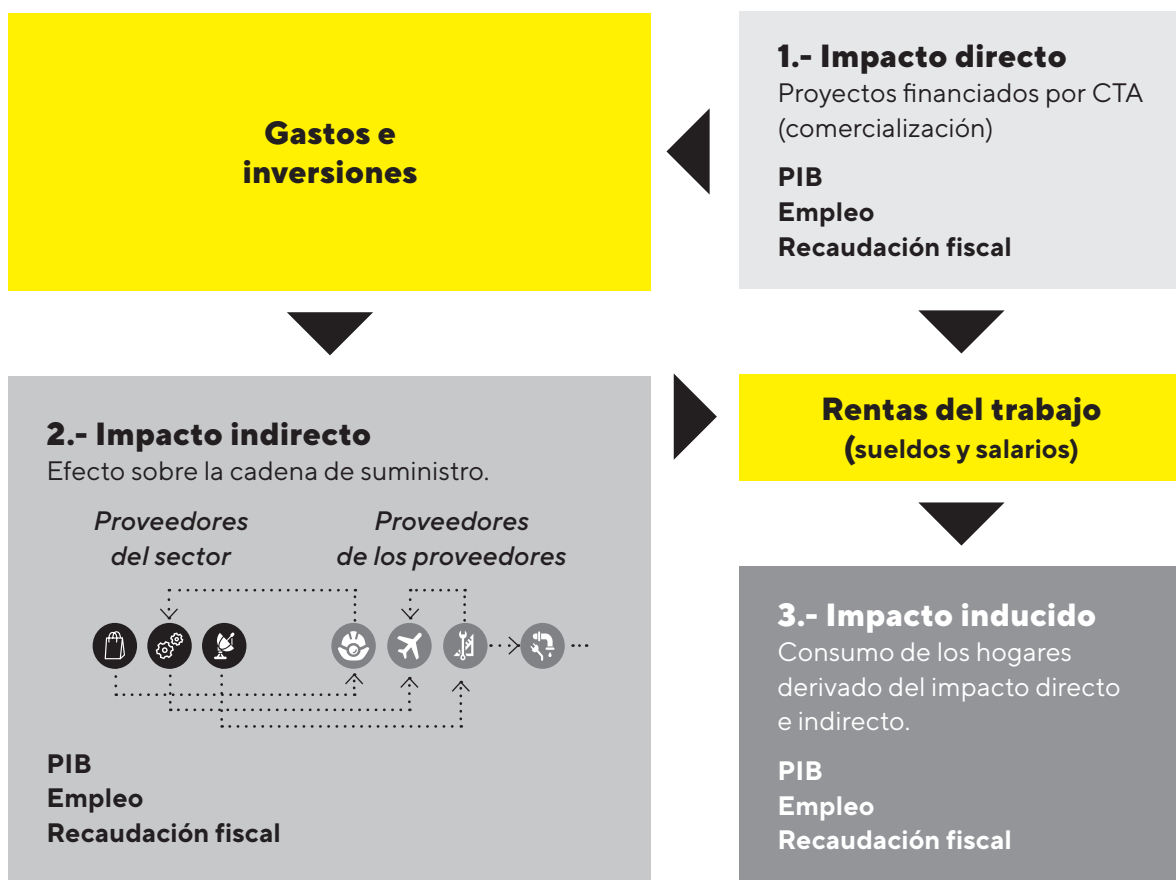 Gastos e
inversiones
1.- Impacto directo
Proyectos financiados por CTA
(comercialización)
PIB
Empleo
Recaudación fiscal
2.- Impacto indirecto
Efecto sobre la cadena de suministro.
Proveedores
del sector
Proveedores
de los proveedores
...
PIB
Empleo
Recaudación fiscal
Rentas del trabajo
(sueldos y salarios)
3.- Impacto inducido
Consumo de los hogares
derivado del impacto directo
e indirecto.
PIB
Empleo
Recaudación fiscal